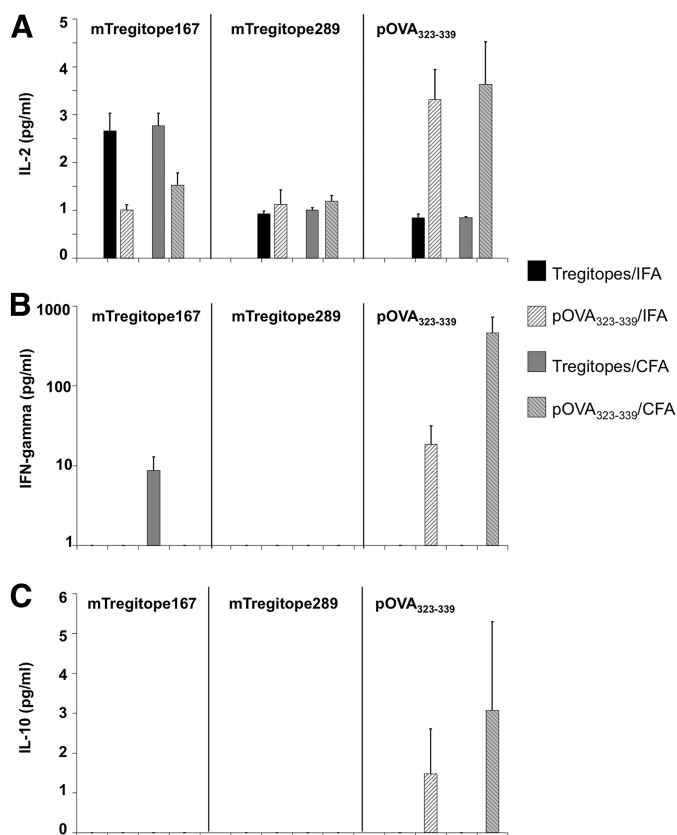 A
mTregitope167 mTregitope289 pOVA323-339
IL-2 (pg/ml)
5
4
3
2
1
0
B
mTregitope167 mTregitope289 pOVA323-339
IFN-gamma (pg/ml)
1000
100
10
1
C
mTregitope167 mTregitope289 pOVA323-339
IL-10 (pg/ml)
6
5
4
3
2
1
0
Tregitopes/IFA
pOVA323-339/IFA
Tregitopes/CFA
pOVA323-339/CFA